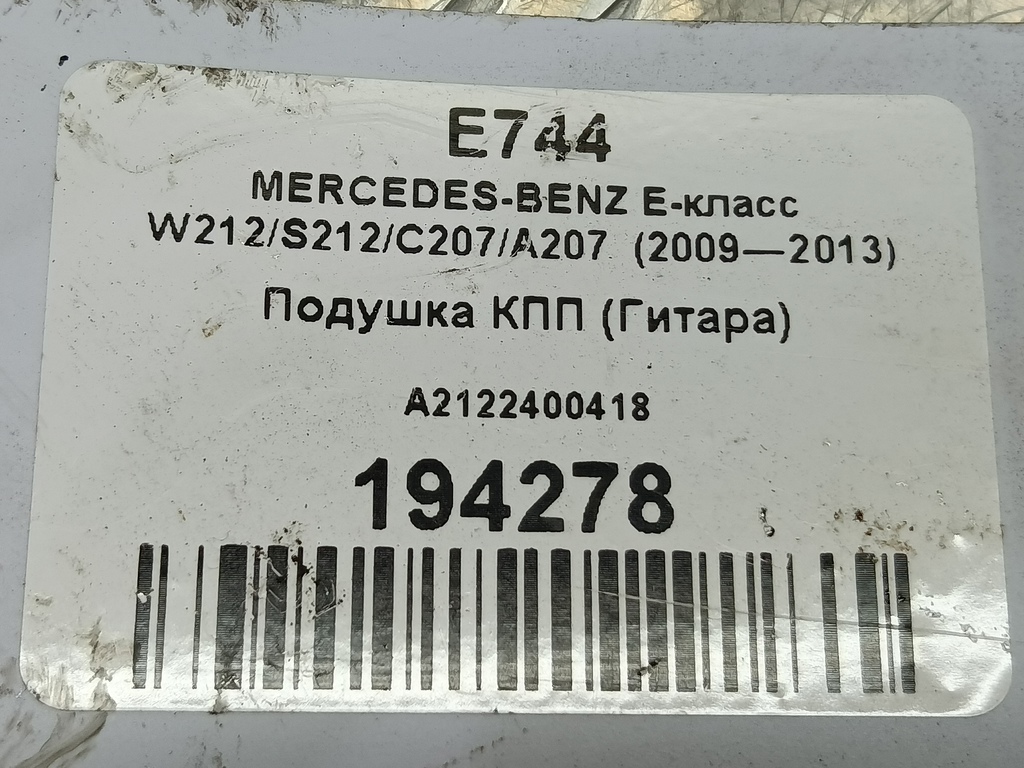 E744
MERCEDES-BENZ E-класс
W212/S212/C207/A207 (2009—2013)
Подушка КПП (Гитара)
A2122400418
194278